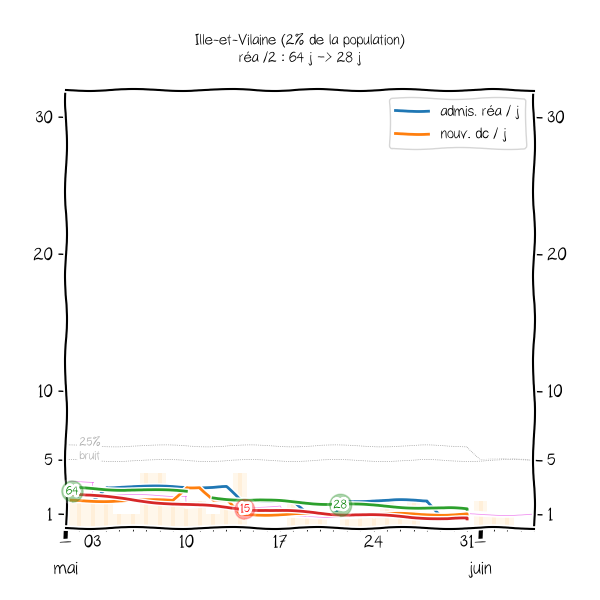 Ille-et-Vilaine (2% de la population)
réa /2 : 64 j -> 28 j
admis. réa / j
nouv. dc / j
30
30
20
20
10
10
25%
bruit
5
5
64
15
28
1
1
03
10
17
24
31
mai
juin